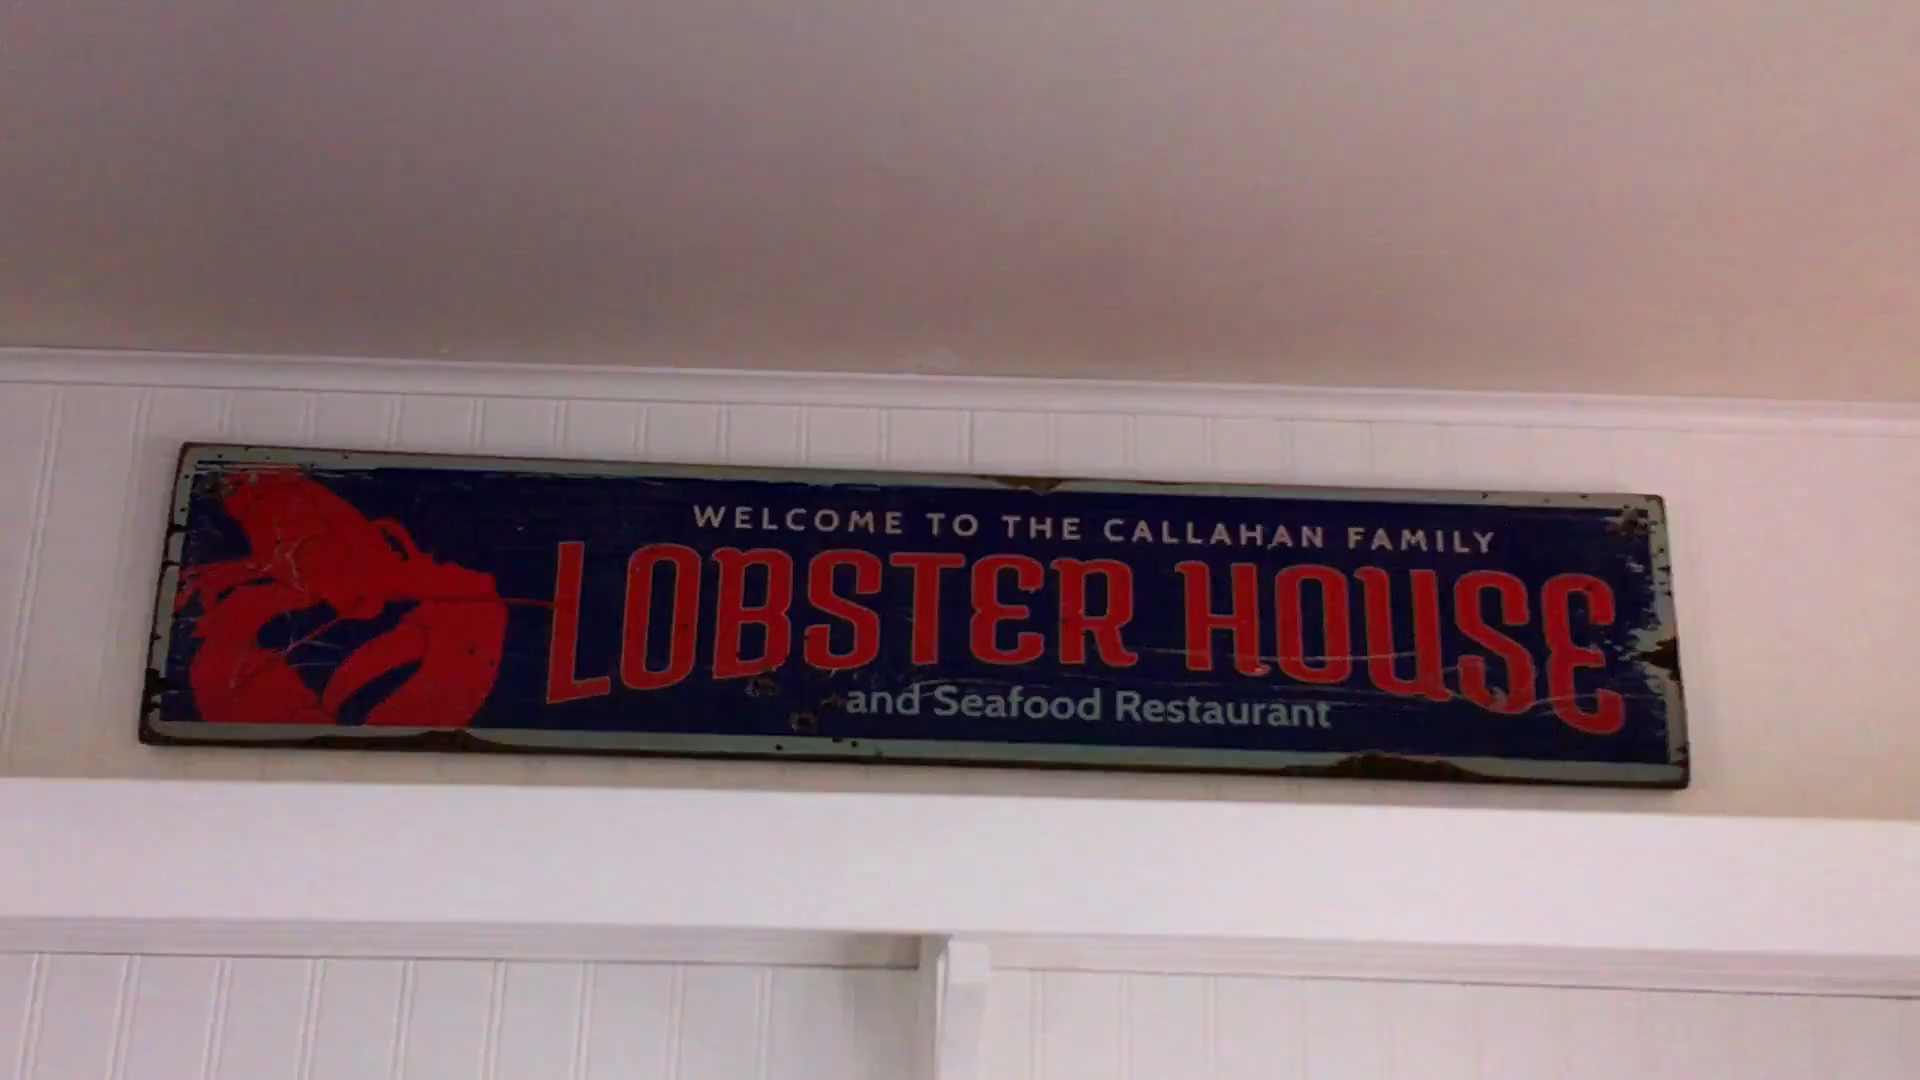 WELCOME TO THE CALLAHAN FAMILY
LOBSTER HOUSE
and Seafood Restaurant